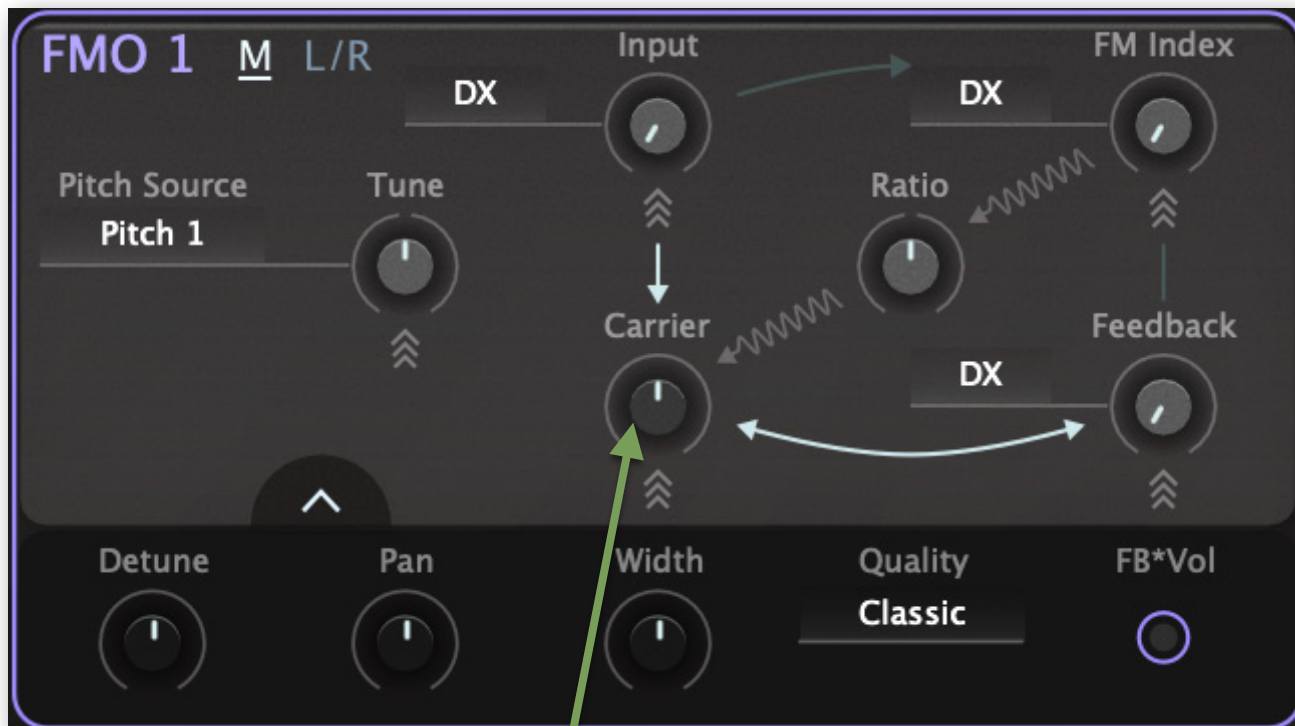 FMO 1 M L/R
Input
FM Index
DX
DX
Pitch Source
Tune
Ratio
Pitch 1
Carrier
Feedback
DX
Detune
Pan
Width
Quality
FB*Vol
Classic